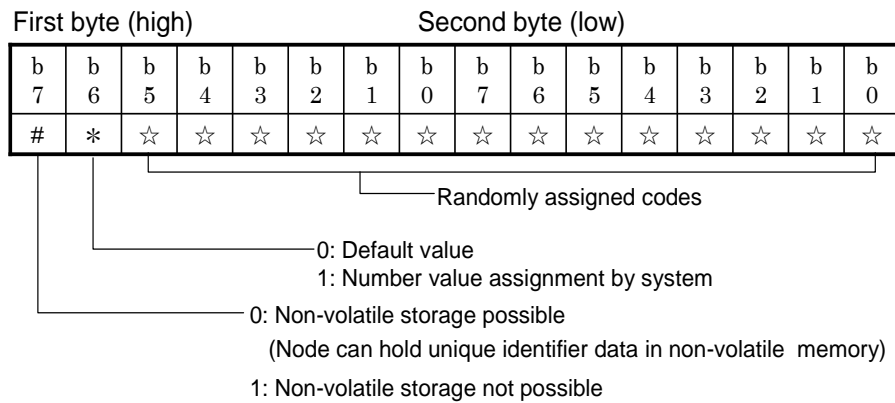 First byte (high) Second byte (low)
b b b b b b b b b b b b b b b b
7 6 5 4 3 2 1 0 7 6 5 4 3 2 1 0
# * ☆ ☆ ☆ ☆ ☆ ☆ ☆ ☆ ☆ ☆ ☆ ☆ ☆ ☆
Randomly assigned codes
0: Default value
1: Number value assignment by system
0: Non-volatile storage possible
(Node can hold unique identifier data in non-volatile memory)
1: Non-volatile storage not possible